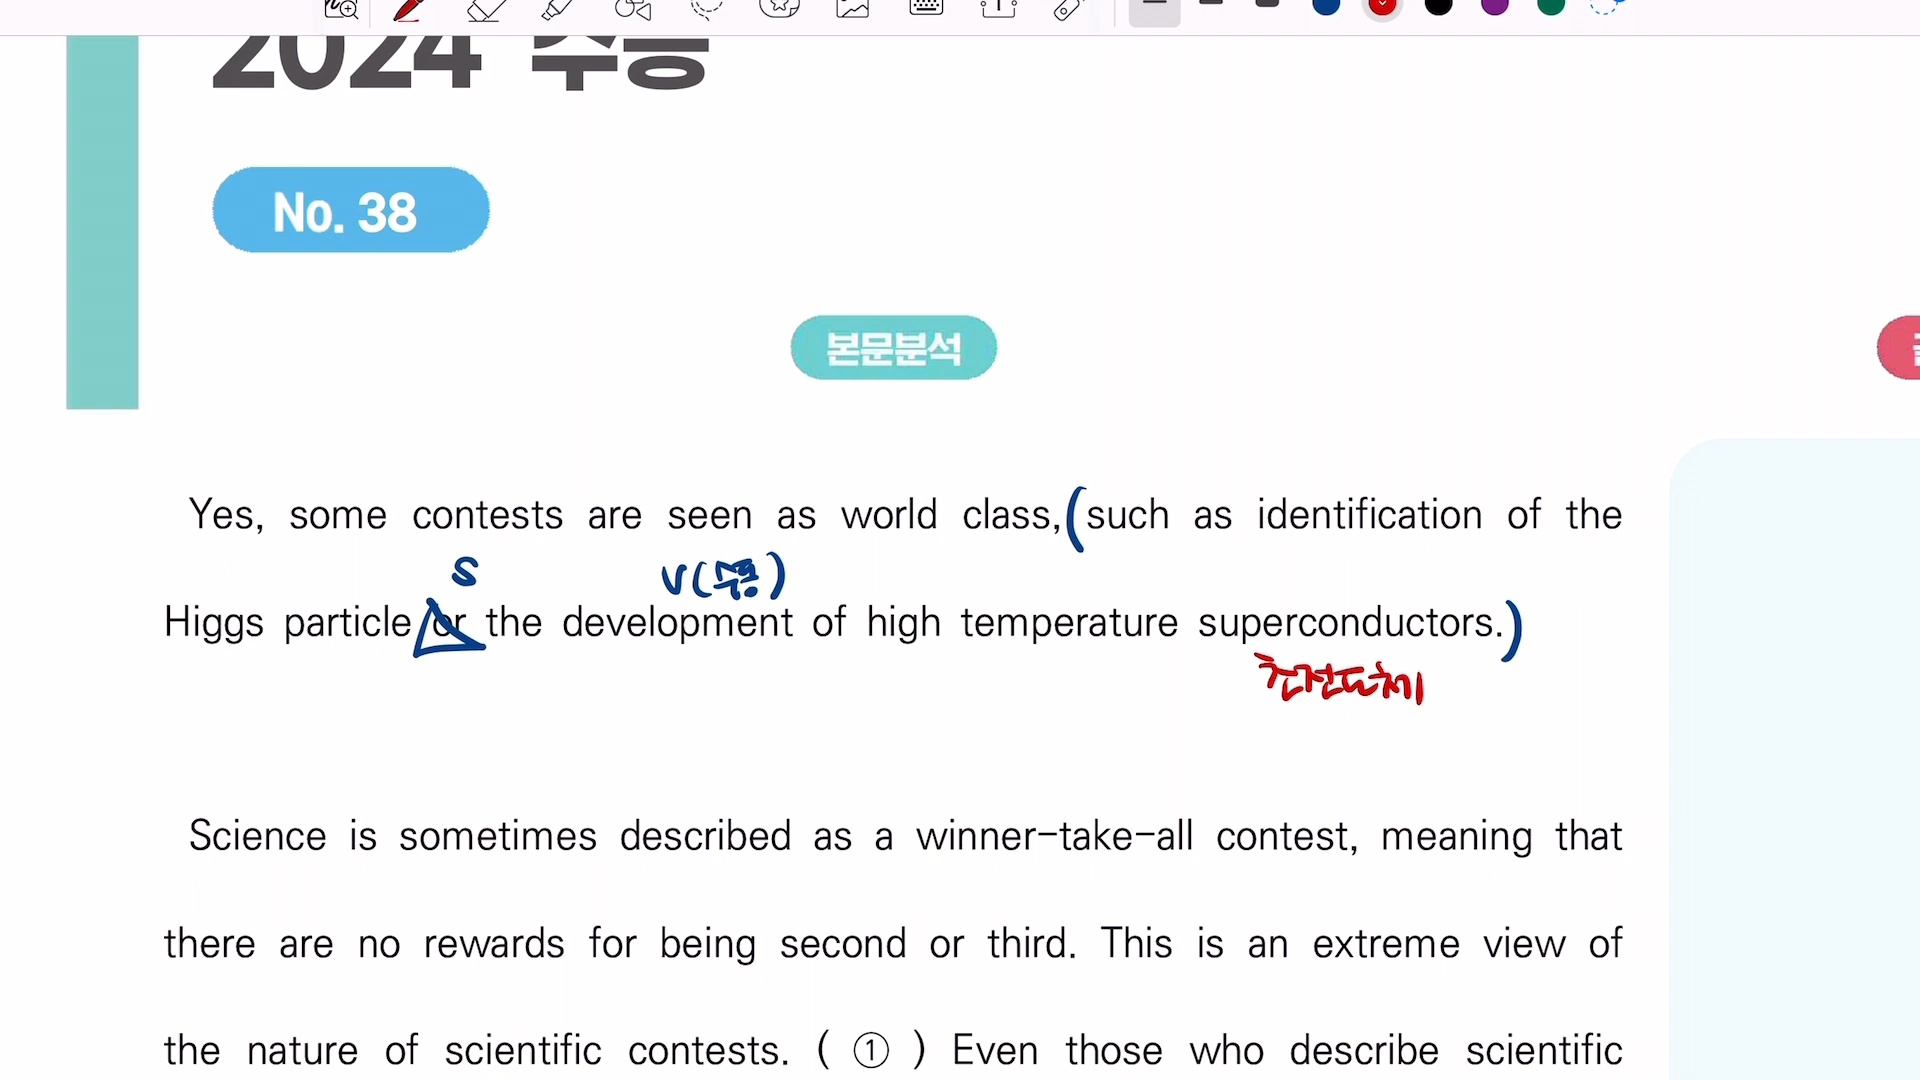 2024 수능
No. 38
본문분석
Yes, some contests are seen as world class, (such as identification of the
S V(수동)
Higgs particle or the development of high temperature superconductors.)
초전도체
Science is sometimes described as a winner-take-all contest, meaning that
there are no rewards for being second or third. This is an extreme view of
the nature of scientific contests. ( ① ) Even those who describe scientific